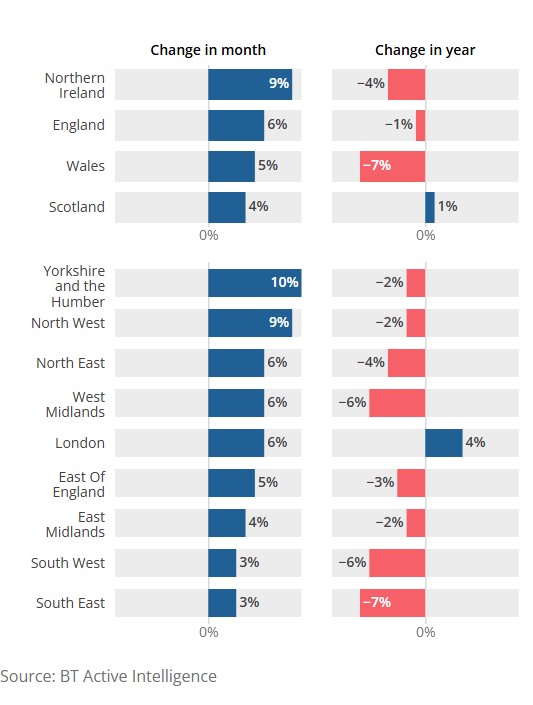 Change in month Change in year
Northern
Ireland 9% −4%
England 6% −1%
Wales 5% −7%
Scotland 4% 1%
0% 0%
Yorkshire
and the
Humber 10% −2%
North West 9% −2%
North East 6% −4%
West
Midlands 6% −6%
London 6% 4%
East Of
England 5% −3%
East
Midlands 4% −2%
South West 3% −6%
South East 3% −7%
0% 0%
Source: BT Active Intelligence